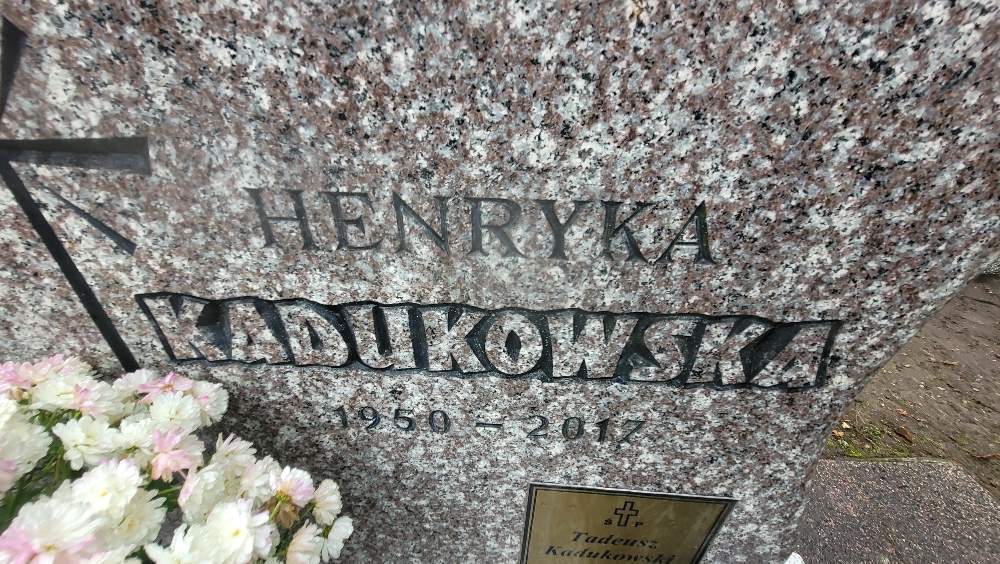 HENRYKA
KADUKOWSKA
1950 - 2017
Ś P
Tadeusz
Kadukowski